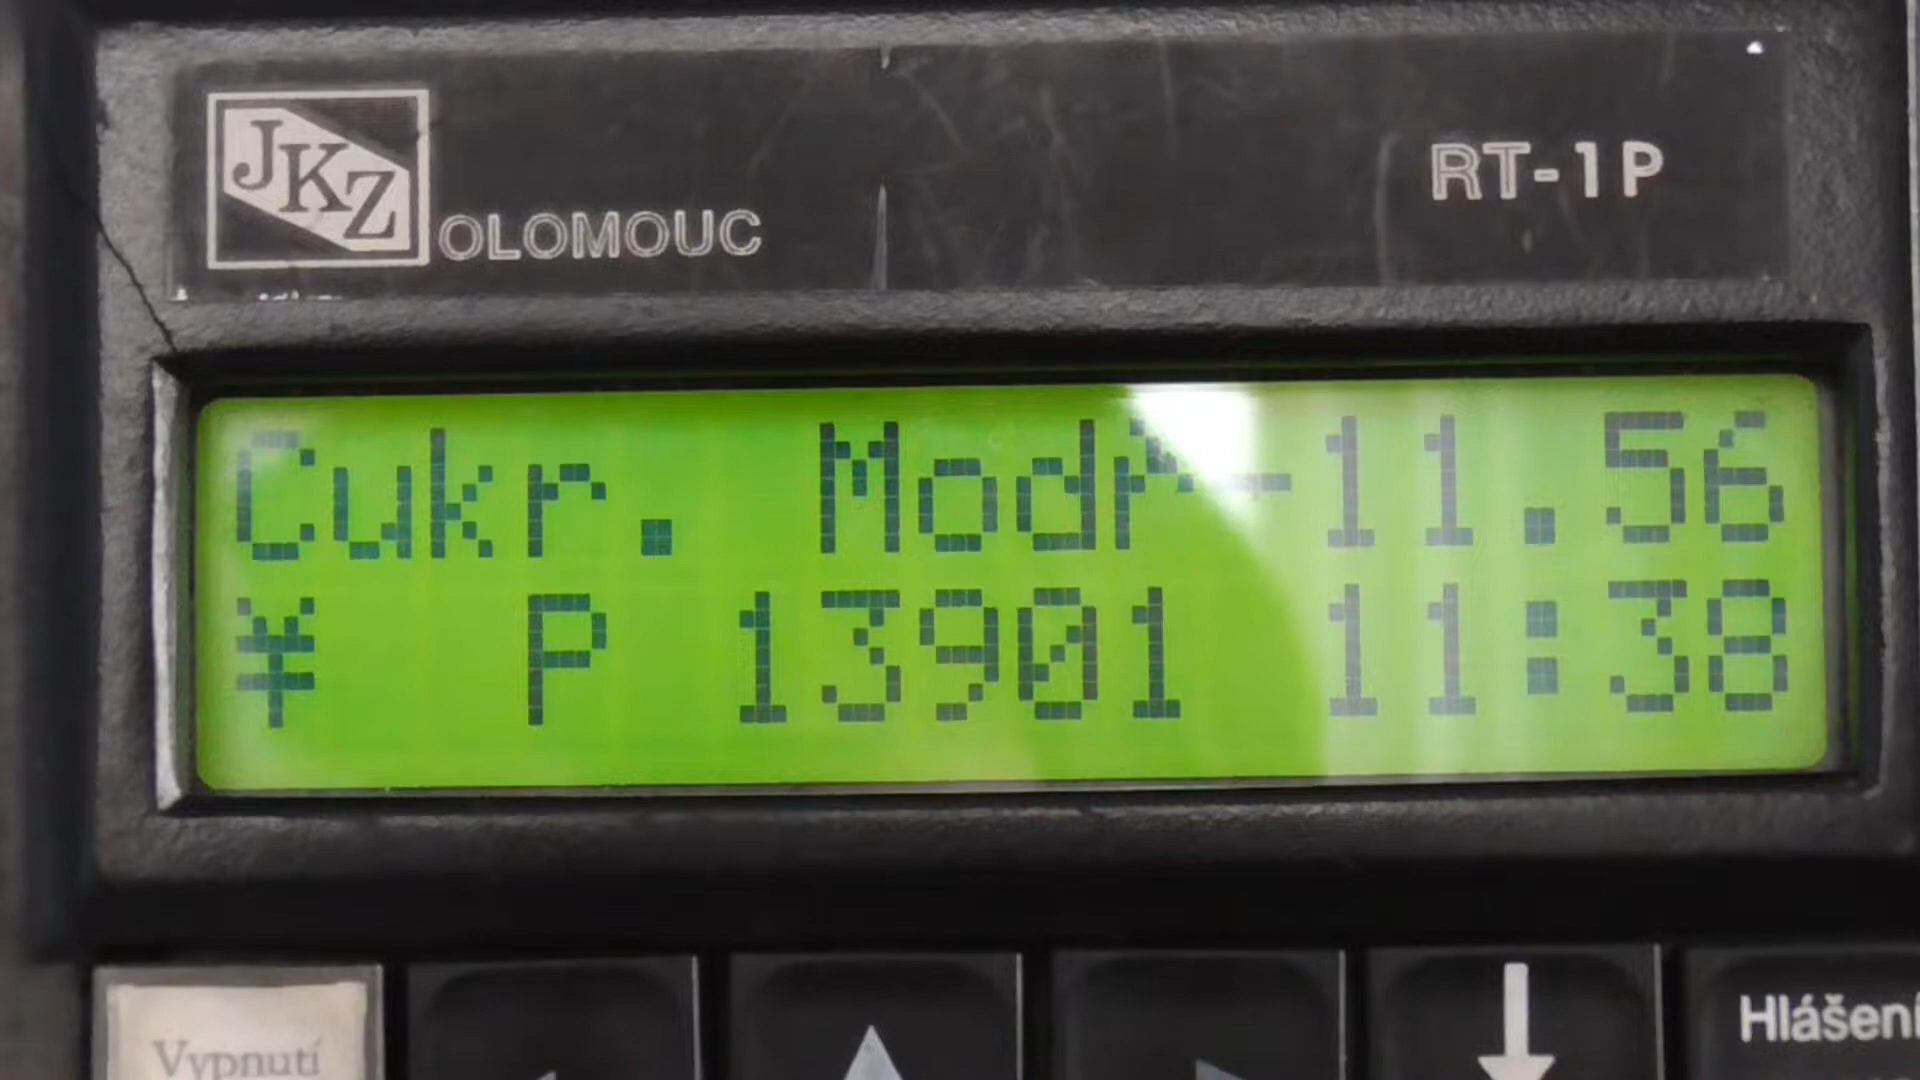 JKZ OLOMOUC
RT-1P
Cukr. Modř-11.56
¥ P 13901 11:38
Vypnutí
Hlášení